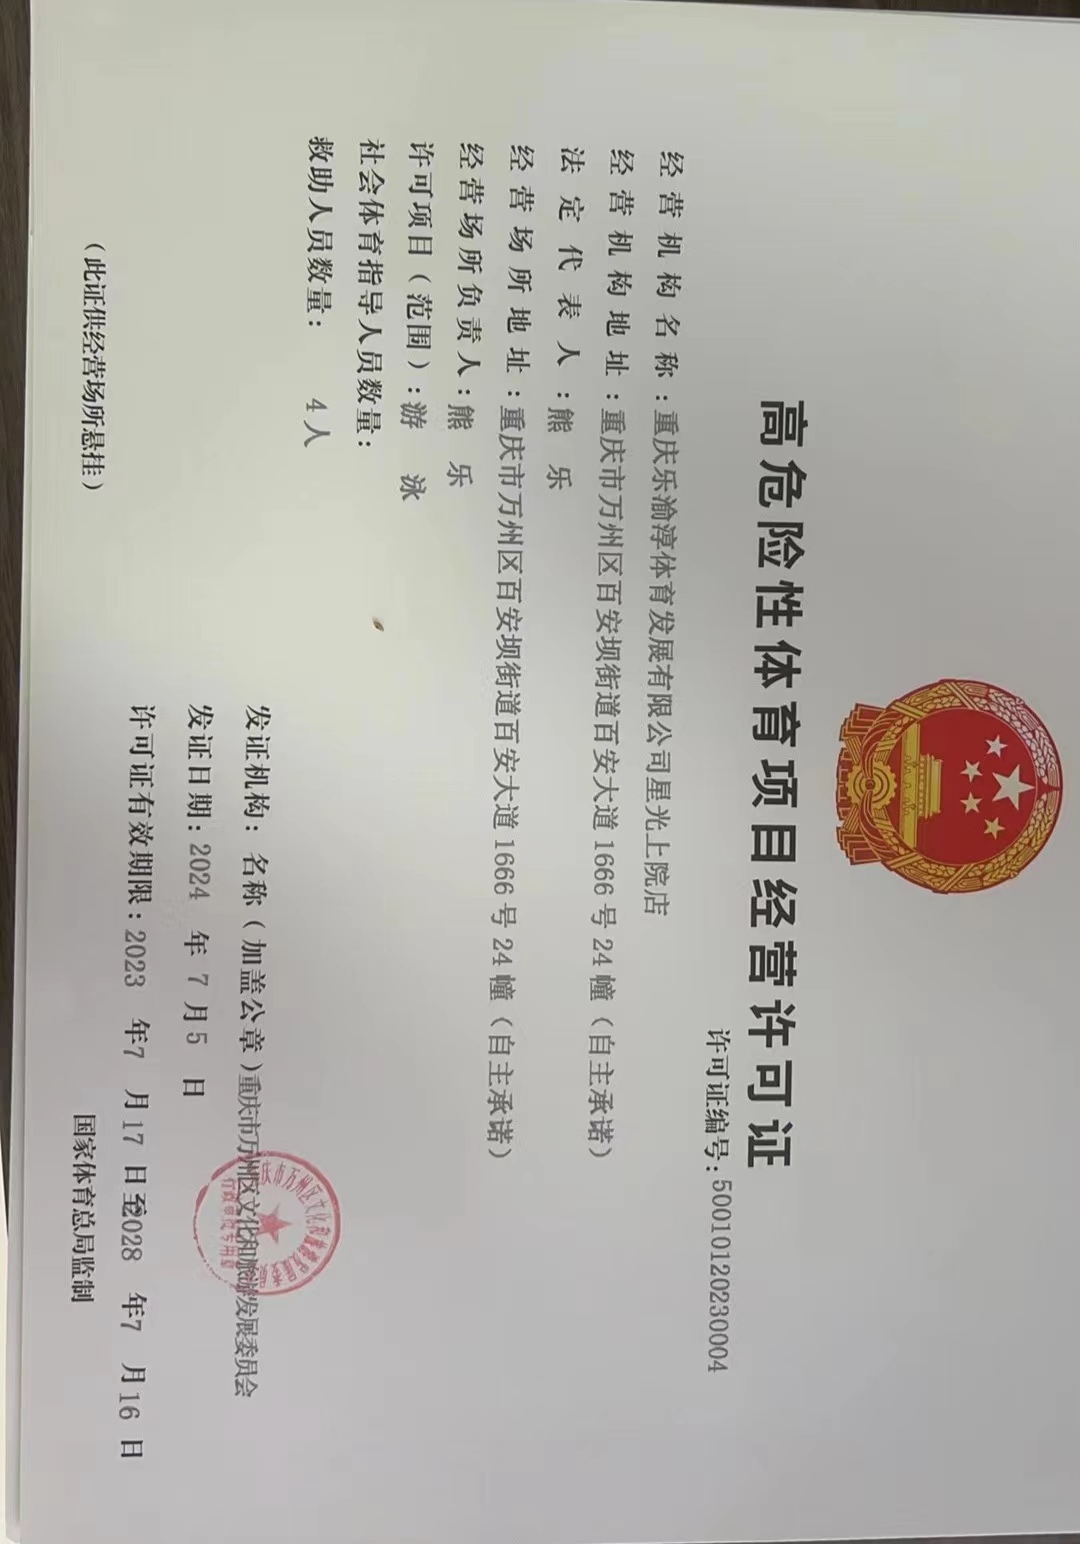 高危险性体育项目经营许可证
许可证编号:5001012023０004
经营机构名称:重庆乐渝淳体育发展有限公司星光上院店
经营机构地址:重庆市万州区百安坝街道百安大道1666号24幢(自主承诺)
法定代表人:熊 乐
经营场所地址:重庆市万州区百安坝街道百安大道1666号24幢(自主承诺)
经营场所负责人:熊 乐
许可项目(范围):游 泳
社会体育指导人员数量:
救助人员数量: 4人
发证机构: 名称(加盖公章)重庆市万州区文化和旅游发展委员会
发证日期:2024 年 7 月5 日
许可证有效期限:2023 年7 月17 日至2028 年7 月16 日
(此证供经营场所悬挂)
国家体育总局监制